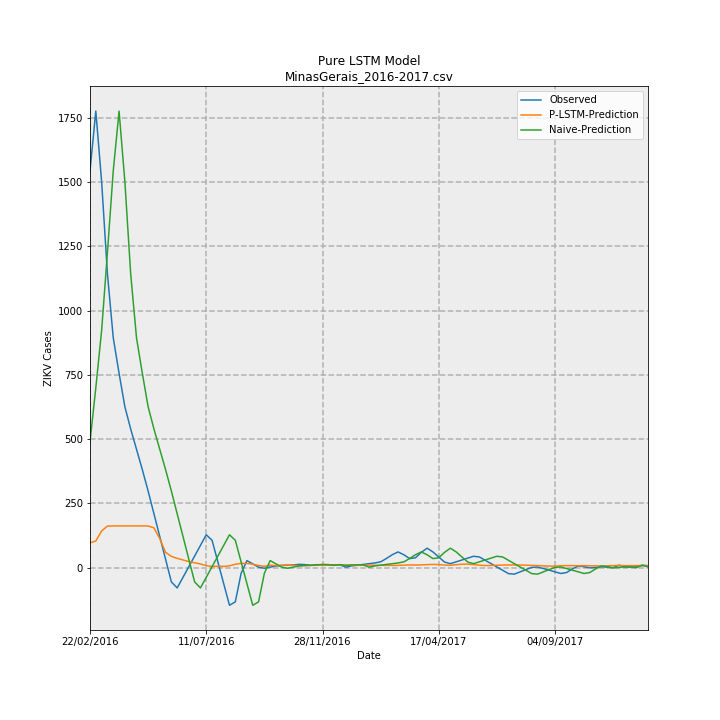 Pure LSTM Model
MinasGerais_2016-2017.csv
Observed
P-LSTM-Prediction
Naive-Prediction
1750
1500
1250
1000
750
500
250
0
ZIKV Cases
22/02/2016
11/07/2016
28/11/2016
17/04/2017
04/09/2017
Date